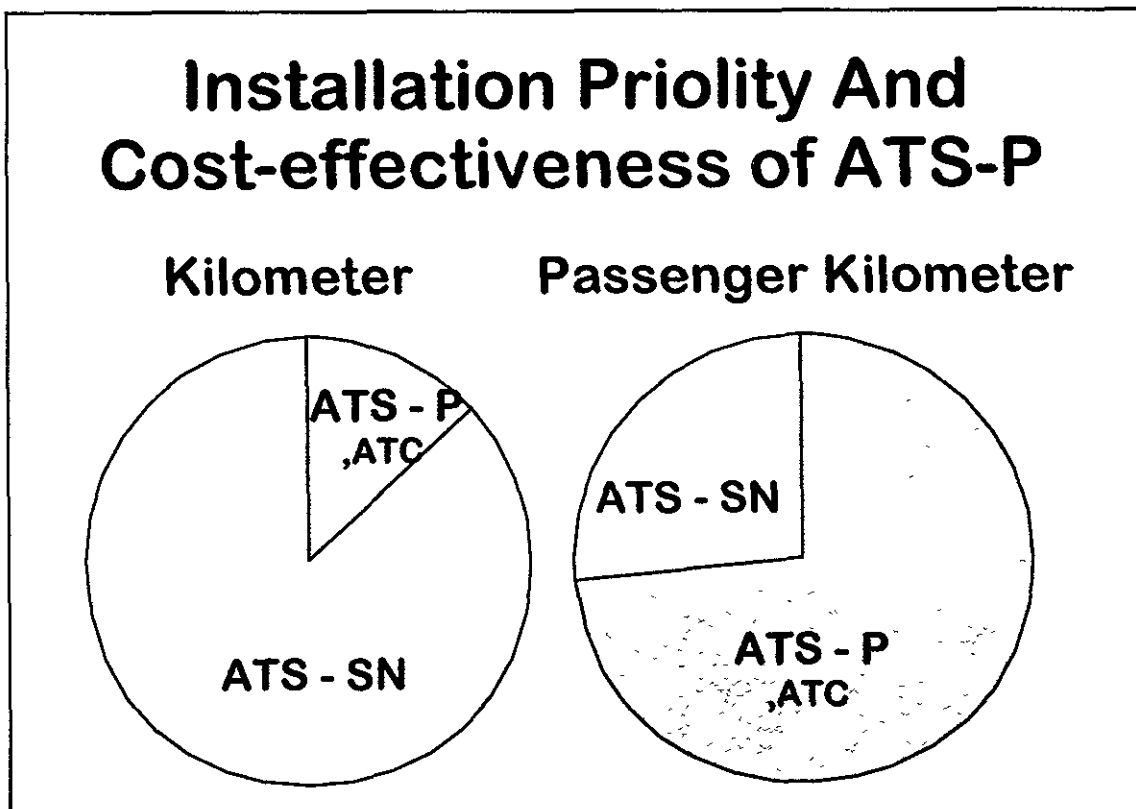 Installation Priolity And
Cost-effectiveness of ATS-P
Kilometer
Passenger Kilometer
ATS - P
,ATC
ATS - SN
ATS - SN
ATS - P
,ATC